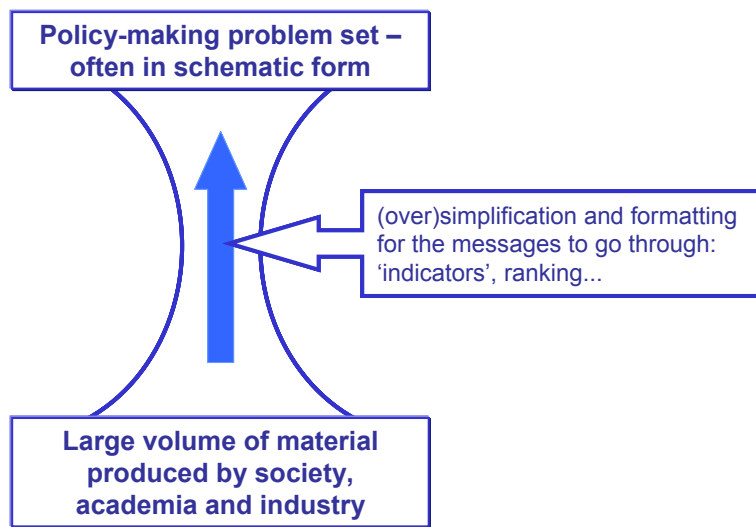 Policy-making problem set –
often in schematic form
(over)simplification and formatting
for the messages to go through:
‘indicators’, ranking...
Large volume of material
produced by society,
academia and industry